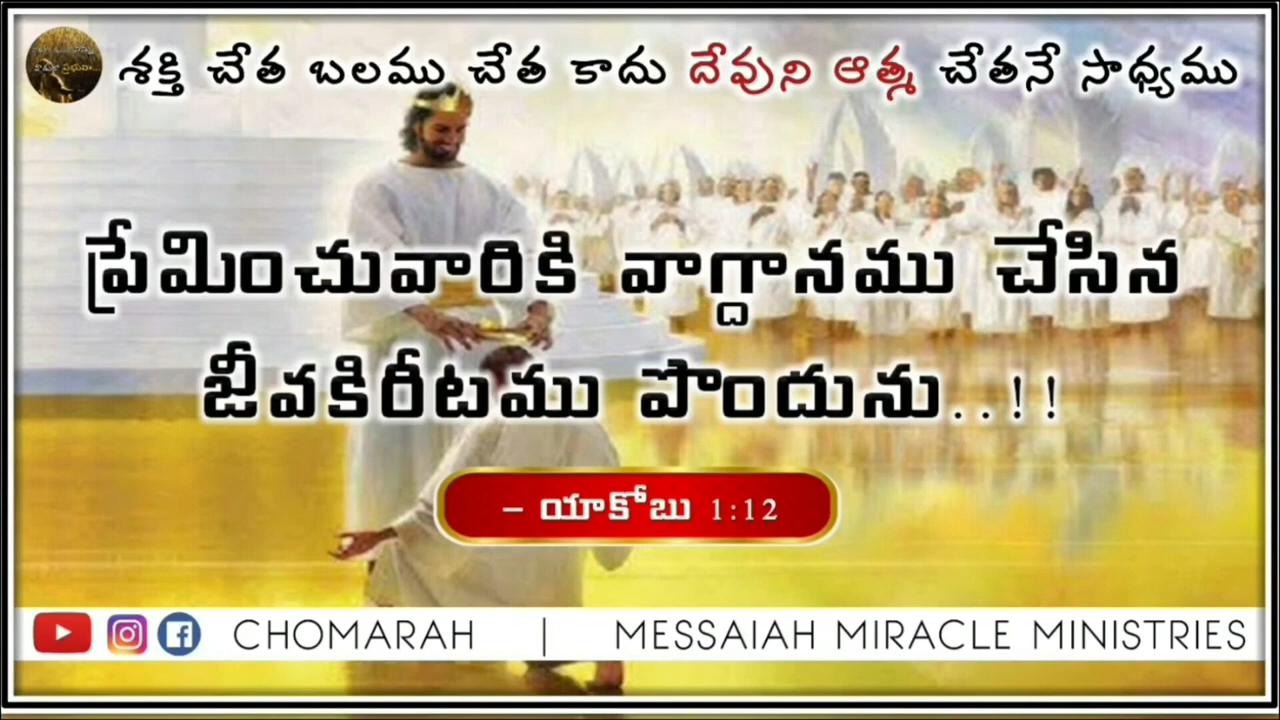 శక్తి చేత బలము చేత కాదు దేవుని ఆత్మ చేతనే సాధ్యము
ప్రేమించువారికి వాగ్దానము చేసిన
జీవకిరీటము పొందును..!!
– యాకోబు 1:12
CHOMARAH | MESSAIAH MIRACLE MINISTRIES